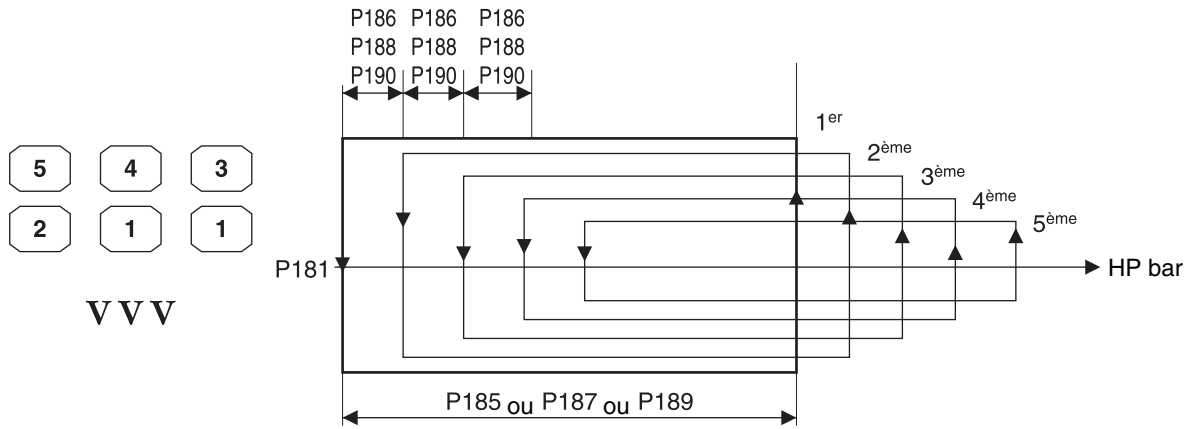 P186 P186 P186
P188 P188 P188
P190 P190 P190
1er
2ème
3ème
4ème
5ème
5 4 3
2 1 1
V V V
P181
HP bar
P185 ou P187 ou P189